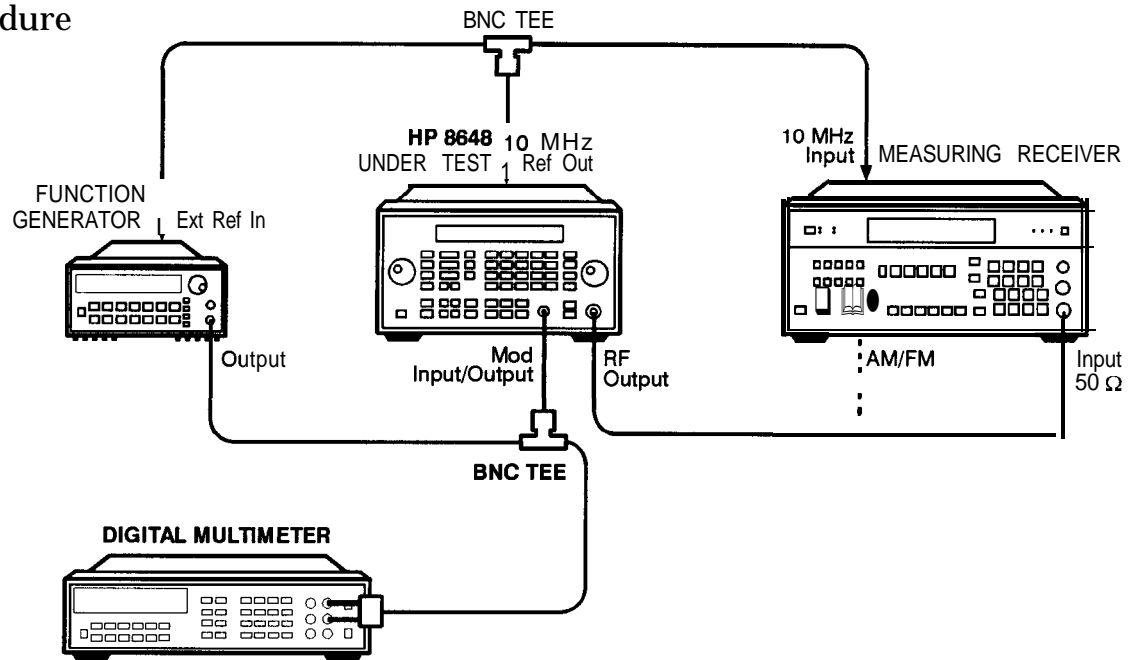 dure
BNC TEE
HP 8648 10 MHz
UNDER TEST Ref Out
10 MHz
Input
MEASURING RECEIVER
FUNCTION
GENERATOR
Ext Ref In
Output
Mod
Input/Output
RF
Output
AM/FM
Input
50 Ω
BNC TEE
DIGITAL MULTIMETER